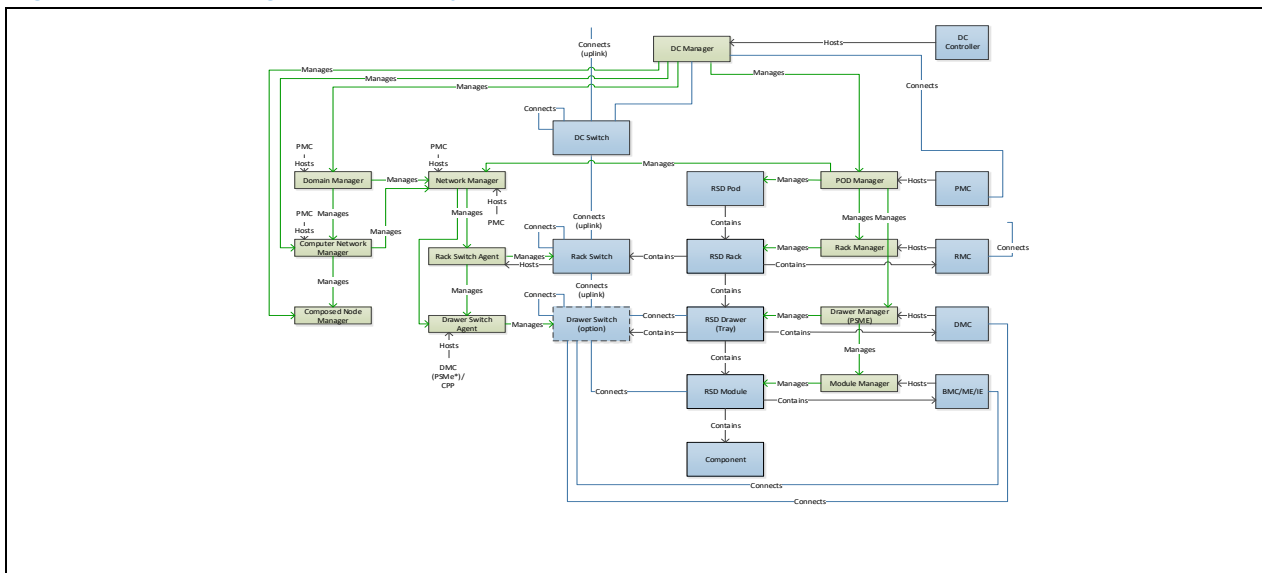 Connects
(uplink)
DC Manager
Hosts
DC
Controller
Manages
Manages
Manages
Manages
Connects
Connects
DC Switch
PMC
Hosts
PMC
Hosts
Manages
Domain Manager
Manages
Network Manager
RSD Pod
Manages
POD Manager
Hosts
PMC
PMC
Hosts
Manages
Manages
Manages
Hosts
PMC
Connects
(uplink)
Contains
Manages
Manages
Connects
Connects
Computer Network
Manager
Rack Switch Agent
Manages
Hosts
Rack Switch
Contains
RSD Rack
Manages
Contains
Rack Manager
Hosts
RMC
Manages
Manages
Connects
(uplink)
Contains
Connects
Composed Node
Manager
Drawer Switch
Agent
Manages
Drawer Switch
(option)
Connects
Contains
RSD Drawer
(Tray)
Manages
Contains
Drawer Manager
(PSME)
Hosts
DMC
Hosts
DMC
(PSMe*)/
CPP
Contains
Manages
Connects
RSD Module
Manages
Contains
Module Manager
Hosts
BMC/ME/IE
Contains
Component
Connects
Connects